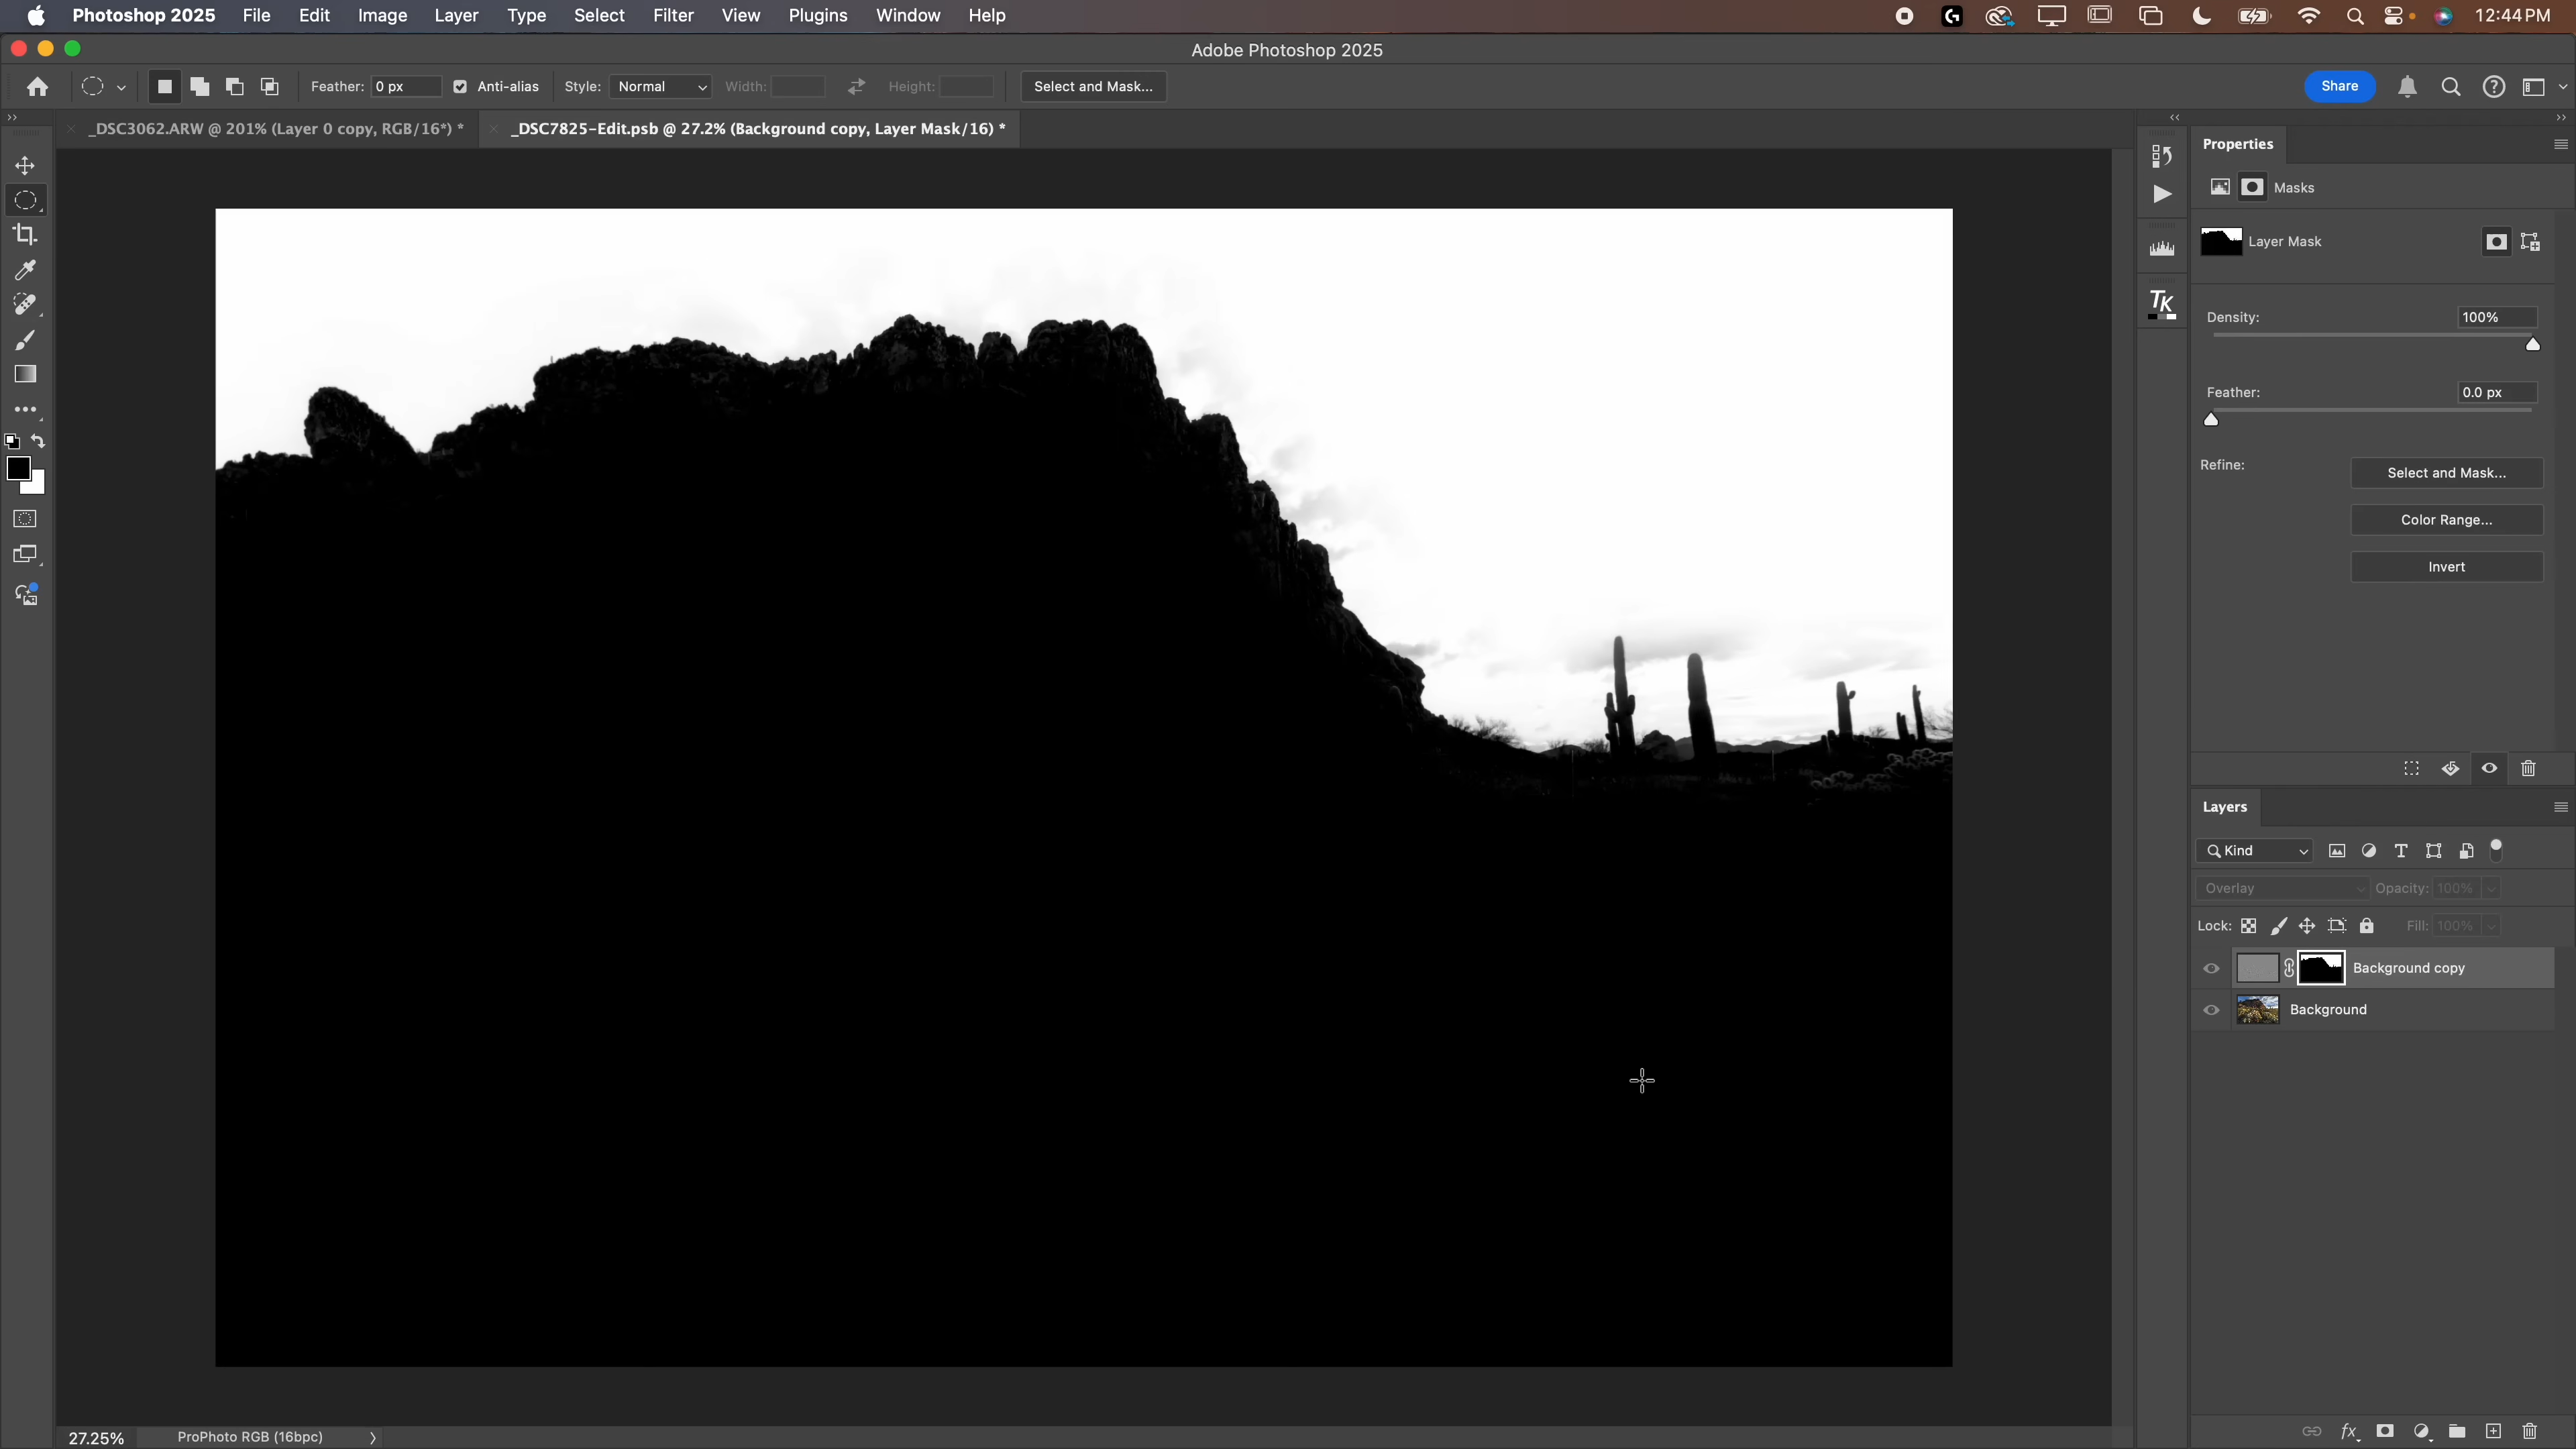 Photoshop 2025 File Edit Image Layer Type Select Filter View Plugins Window Help 12:44 PM
Adobe Photoshop 2025
Feather: 0 px Anti-alias Style: Normal Width: Height: Select and Mask... Share
_DSC3062.ARW @ 201% (Layer 0 copy, RGB/16*) * _DSC7825-Edit.psb @ 27.2% (Background copy, Layer Mask/16) *
Properties
Masks
Layer Mask
TK
Density: 100%
Feather: 0.0 px
Refine: Select and Mask...
Color Range...
Invert
Layers
Kind
Overlay Opacity: 100%
Lock: Fill: 100%
Background copy
Background
fx
27.25% ProPhoto RGB (16bpc)